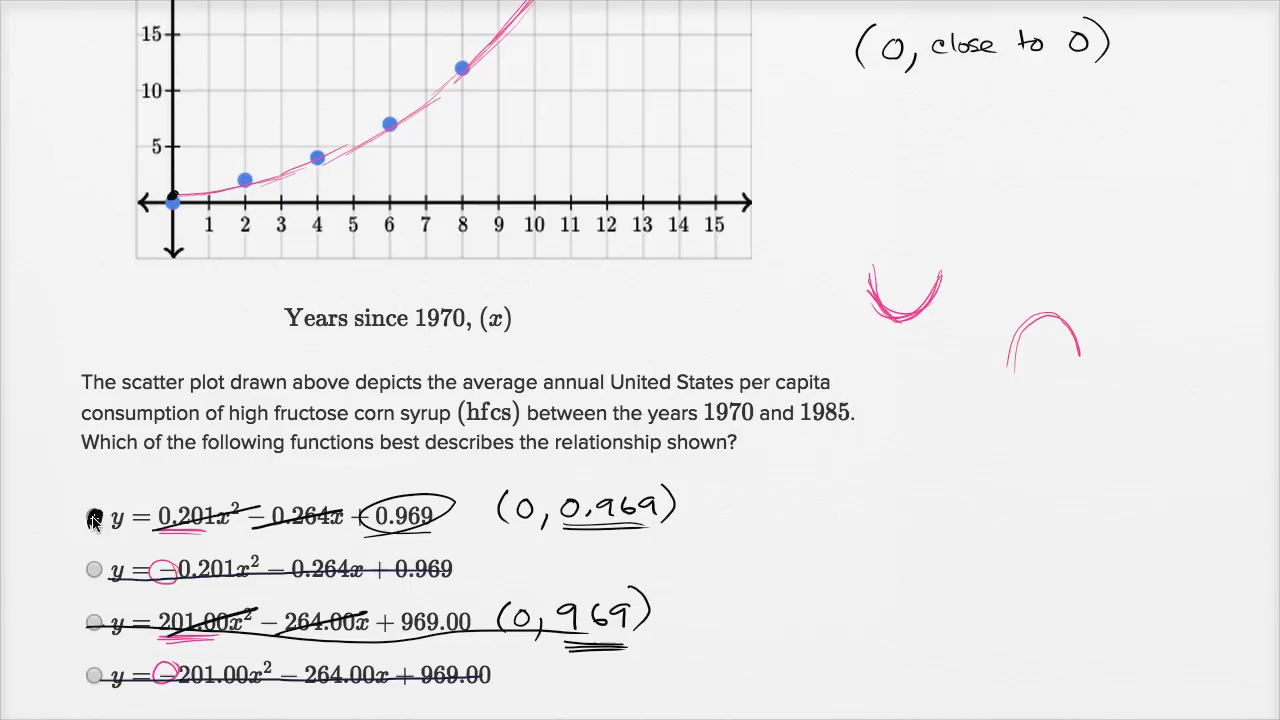 15
(0, close to 0)
10
5
1 2 3 4 5 6 7 8 9 10 11 12 13 14 15
Years since 1970, (x)
The scatter plot drawn above depicts the average annual United States per capita
consumption of high fructose corn syrup (hfcs) between the years 1970 and 1985.
Which of the following functions best describes the relationship shown?
y = 0.201x² − 0.264x + 0.969 (0, 0.969)
y = −0.201x² − 0.264x + 0.969
y = 201.00x² − 264.00x + 969.00 (0, 969)
y = −201.00x² − 264.00x + 969.00